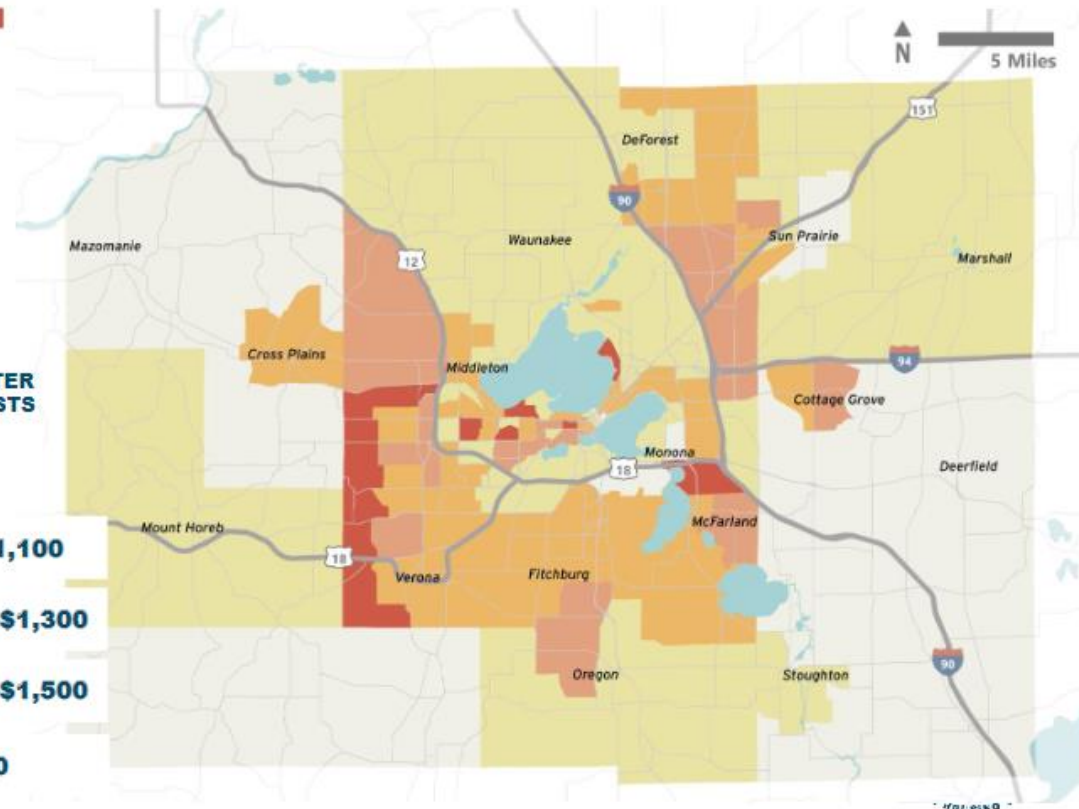 N
5 Miles
151
DeForest
90
Sun Prairie
Waunakee
Mazomanie
12
Marshall
Cross Plains
94
Middleton
TER
STS
Cottage Grove
Monona
18
Deerfield
McFarland
Mount Horeb
1,100
18
Verona
Fitchburg
$1,300
90
Oregon
Stoughton
$1,500
0